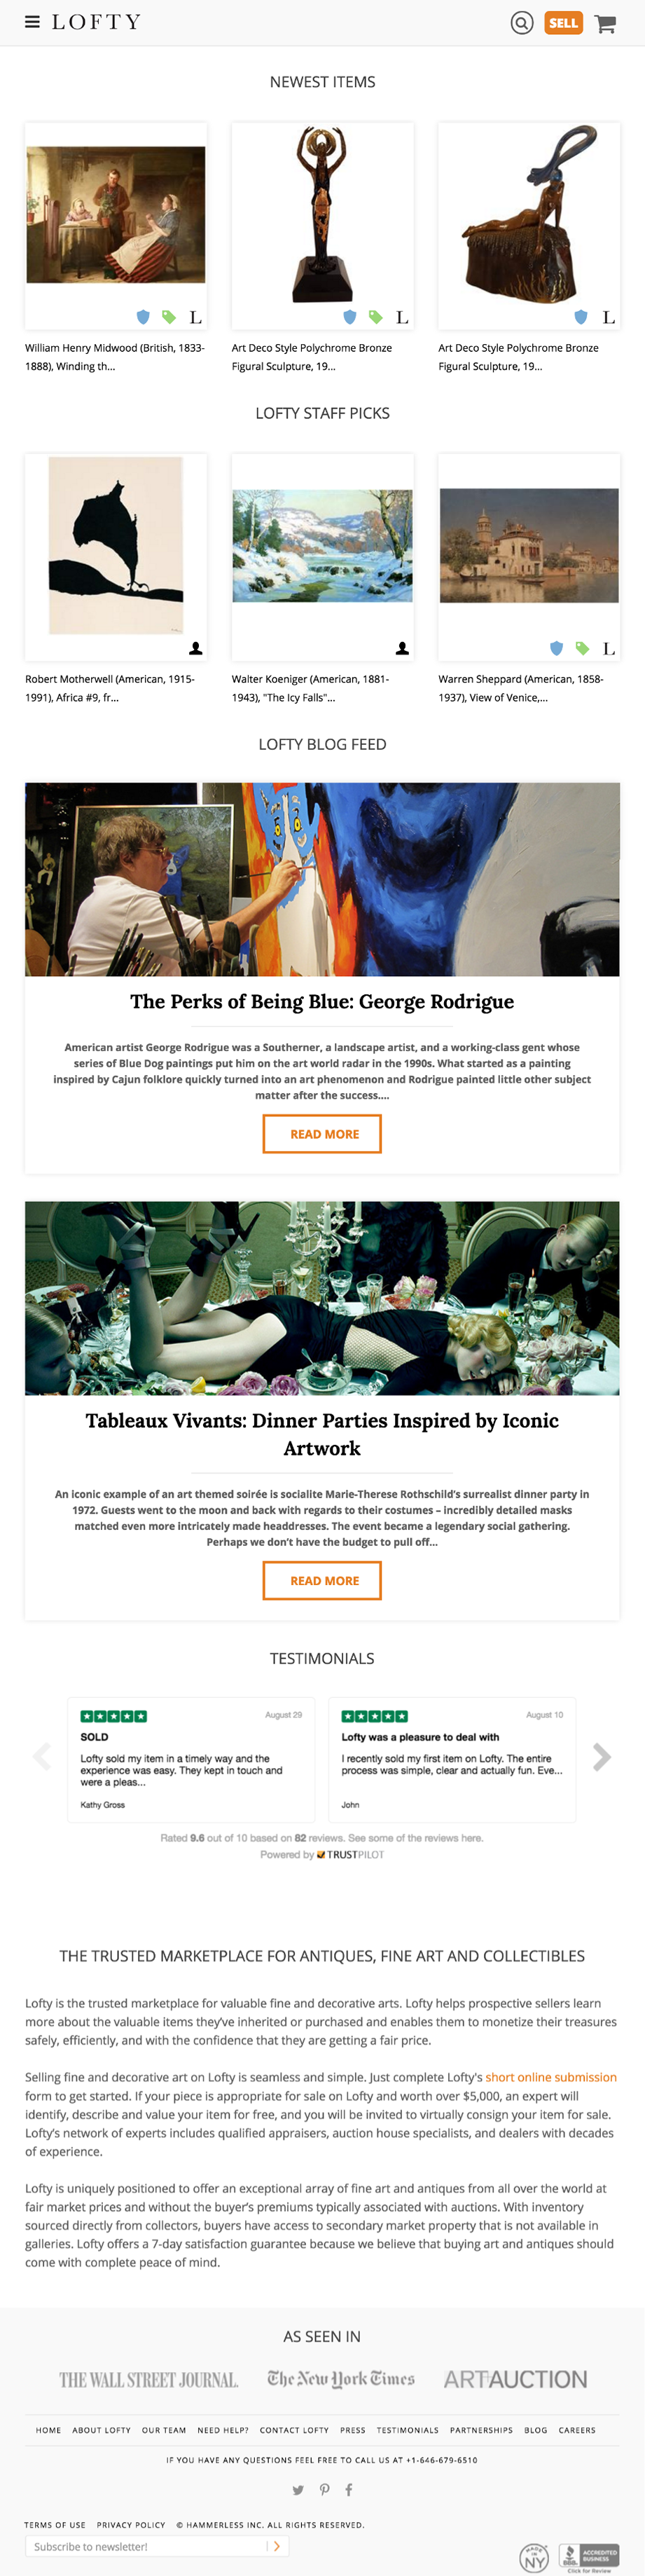 LOFTY
SELL
NEWEST ITEMS
L
L
L
William Henry Midwood (British, 1833-
1888), Winding th...
Art Deco Style Polychrome Bronze
Figural Sculpture, 19...
Art Deco Style Polychrome Bronze
Figural Sculpture, 19...
LOFTY STAFF PICKS
L
Robert Motherwell (American, 1915-
1991), Africa #9, fr...
Walter Koeniger (American, 1881-
1943), "The Icy Falls"...
Warren Sheppard (American, 1858-
1937), View of Venice,...
LOFTY BLOG FEED
The Perks of Being Blue: George Rodrigue
American artist George Rodrigue was a Southerner, a landscape artist, and a working-class gent whose
series of Blue Dog paintings put him on the art world radar in the 1990s. What started as a painting
inspired by Cajun folklore quickly turned into an art phenomenon and Rodrigue painted little other subject
matter after the success....
READ MORE
Tableaux Vivants: Dinner Parties Inspired by Iconic
Artwork
An iconic example of an art themed soirée is socialite Marie-Therese Rothschild's surrealist dinner party in
1972. Guests went to the moon and back with regards to their costumes – incredibly detailed masks
matched even more intricately made headdresses. The event became a legendary social gathering.
Perhaps we don't have the budget to pull off...
READ MORE
TESTIMONIALS
August 29
SOLD
Lofty sold my item in a timely way and the
experience was easy. They kept in touch and
were a pleas...
Kathy Gross
August 10
Lofty was a pleasure to deal with
I recently sold my first item on Lofty. The entire
process was simple, clear and actually fun. Eve...
John
Rated 9.6 out of 10 based on 82 reviews. See some of the reviews here.
Powered by TRUSTPILOT
THE TRUSTED MARKETPLACE FOR ANTIQUES, FINE ART AND COLLECTIBLES
Lofty is the trusted marketplace for valuable fine and decorative arts. Lofty helps prospective sellers learn
more about the valuable items they've inherited or purchased and enables them to monetize their treasures
safely, efficiently, and with the confidence that they are getting a fair price.
Selling fine and decorative art on Lofty is seamless and simple. Just complete Lofty's short online submission
form to get started. If your piece is appropriate for sale on Lofty and worth over $5,000, an expert will
identify, describe and value your item for free, and you will be invited to virtually consign your item for sale.
Lofty's network of experts includes qualified appraisers, auction house specialists, and dealers with decades
of experience.
Lofty is uniquely positioned to offer an exceptional array of fine art and antiques from all over the world at
fair market prices and without the buyer's premiums typically associated with auctions. With inventory
sourced directly from collectors, buyers have access to secondary market property that is not available in
galleries. Lofty offers a 7-day satisfaction guarantee because we believe that buying art and antiques should
come with complete peace of mind.
AS SEEN IN
THE WALL STREET JOURNAL.
The New York Times
ART+AUCTION
HOME ABOUT LOFTY OUR TEAM NEED HELP? CONTACT LOFTY PRESS TESTIMONIALS PARTNERSHIPS BLOG CAREERS
IF YOU HAVE ANY QUESTIONS FEEL FREE TO CALL US AT +1-646-679-6510
TERMS OF USE PRIVACY POLICY © HAMMERLESS INC. ALL RIGHTS RESERVED.
Subscribe to newsletter!
MADE IN
NY
BBB
ACCREDITED
BUSINESS
Click for Review